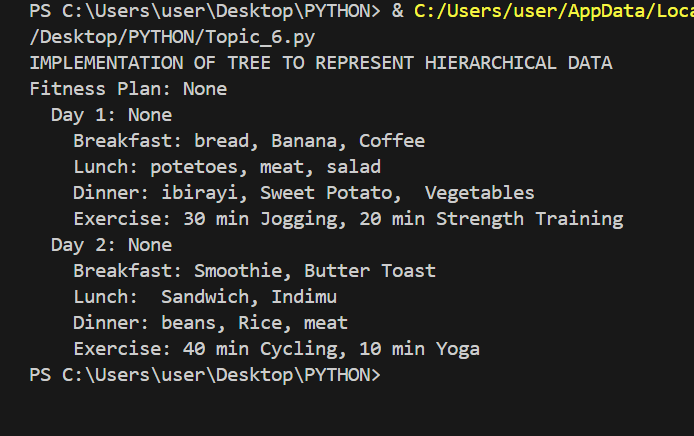 PS C:\Users\user\Desktop\PYTHON> & C:/Users/user/AppData/Loca
/Desktop/PYTHON/Topic_6.py
IMPLEMENTATION OF TREE TO REPRESENT HIERARCHICAL DATA
Fitness Plan: None
  Day 1: None
    Breakfast: bread, Banana, Coffee
    Lunch: potetoes, meat, salad
    Dinner: ibirayi, Sweet Potato,  Vegetables
    Exercise: 30 min Jogging, 20 min Strength Training
  Day 2: None
    Breakfast: Smoothie, Butter Toast
    Lunch:  Sandwich, Indimu
    Dinner: beans, Rice, meat
    Exercise: 40 min Cycling, 10 min Yoga
PS C:\Users\user\Desktop\PYTHON>